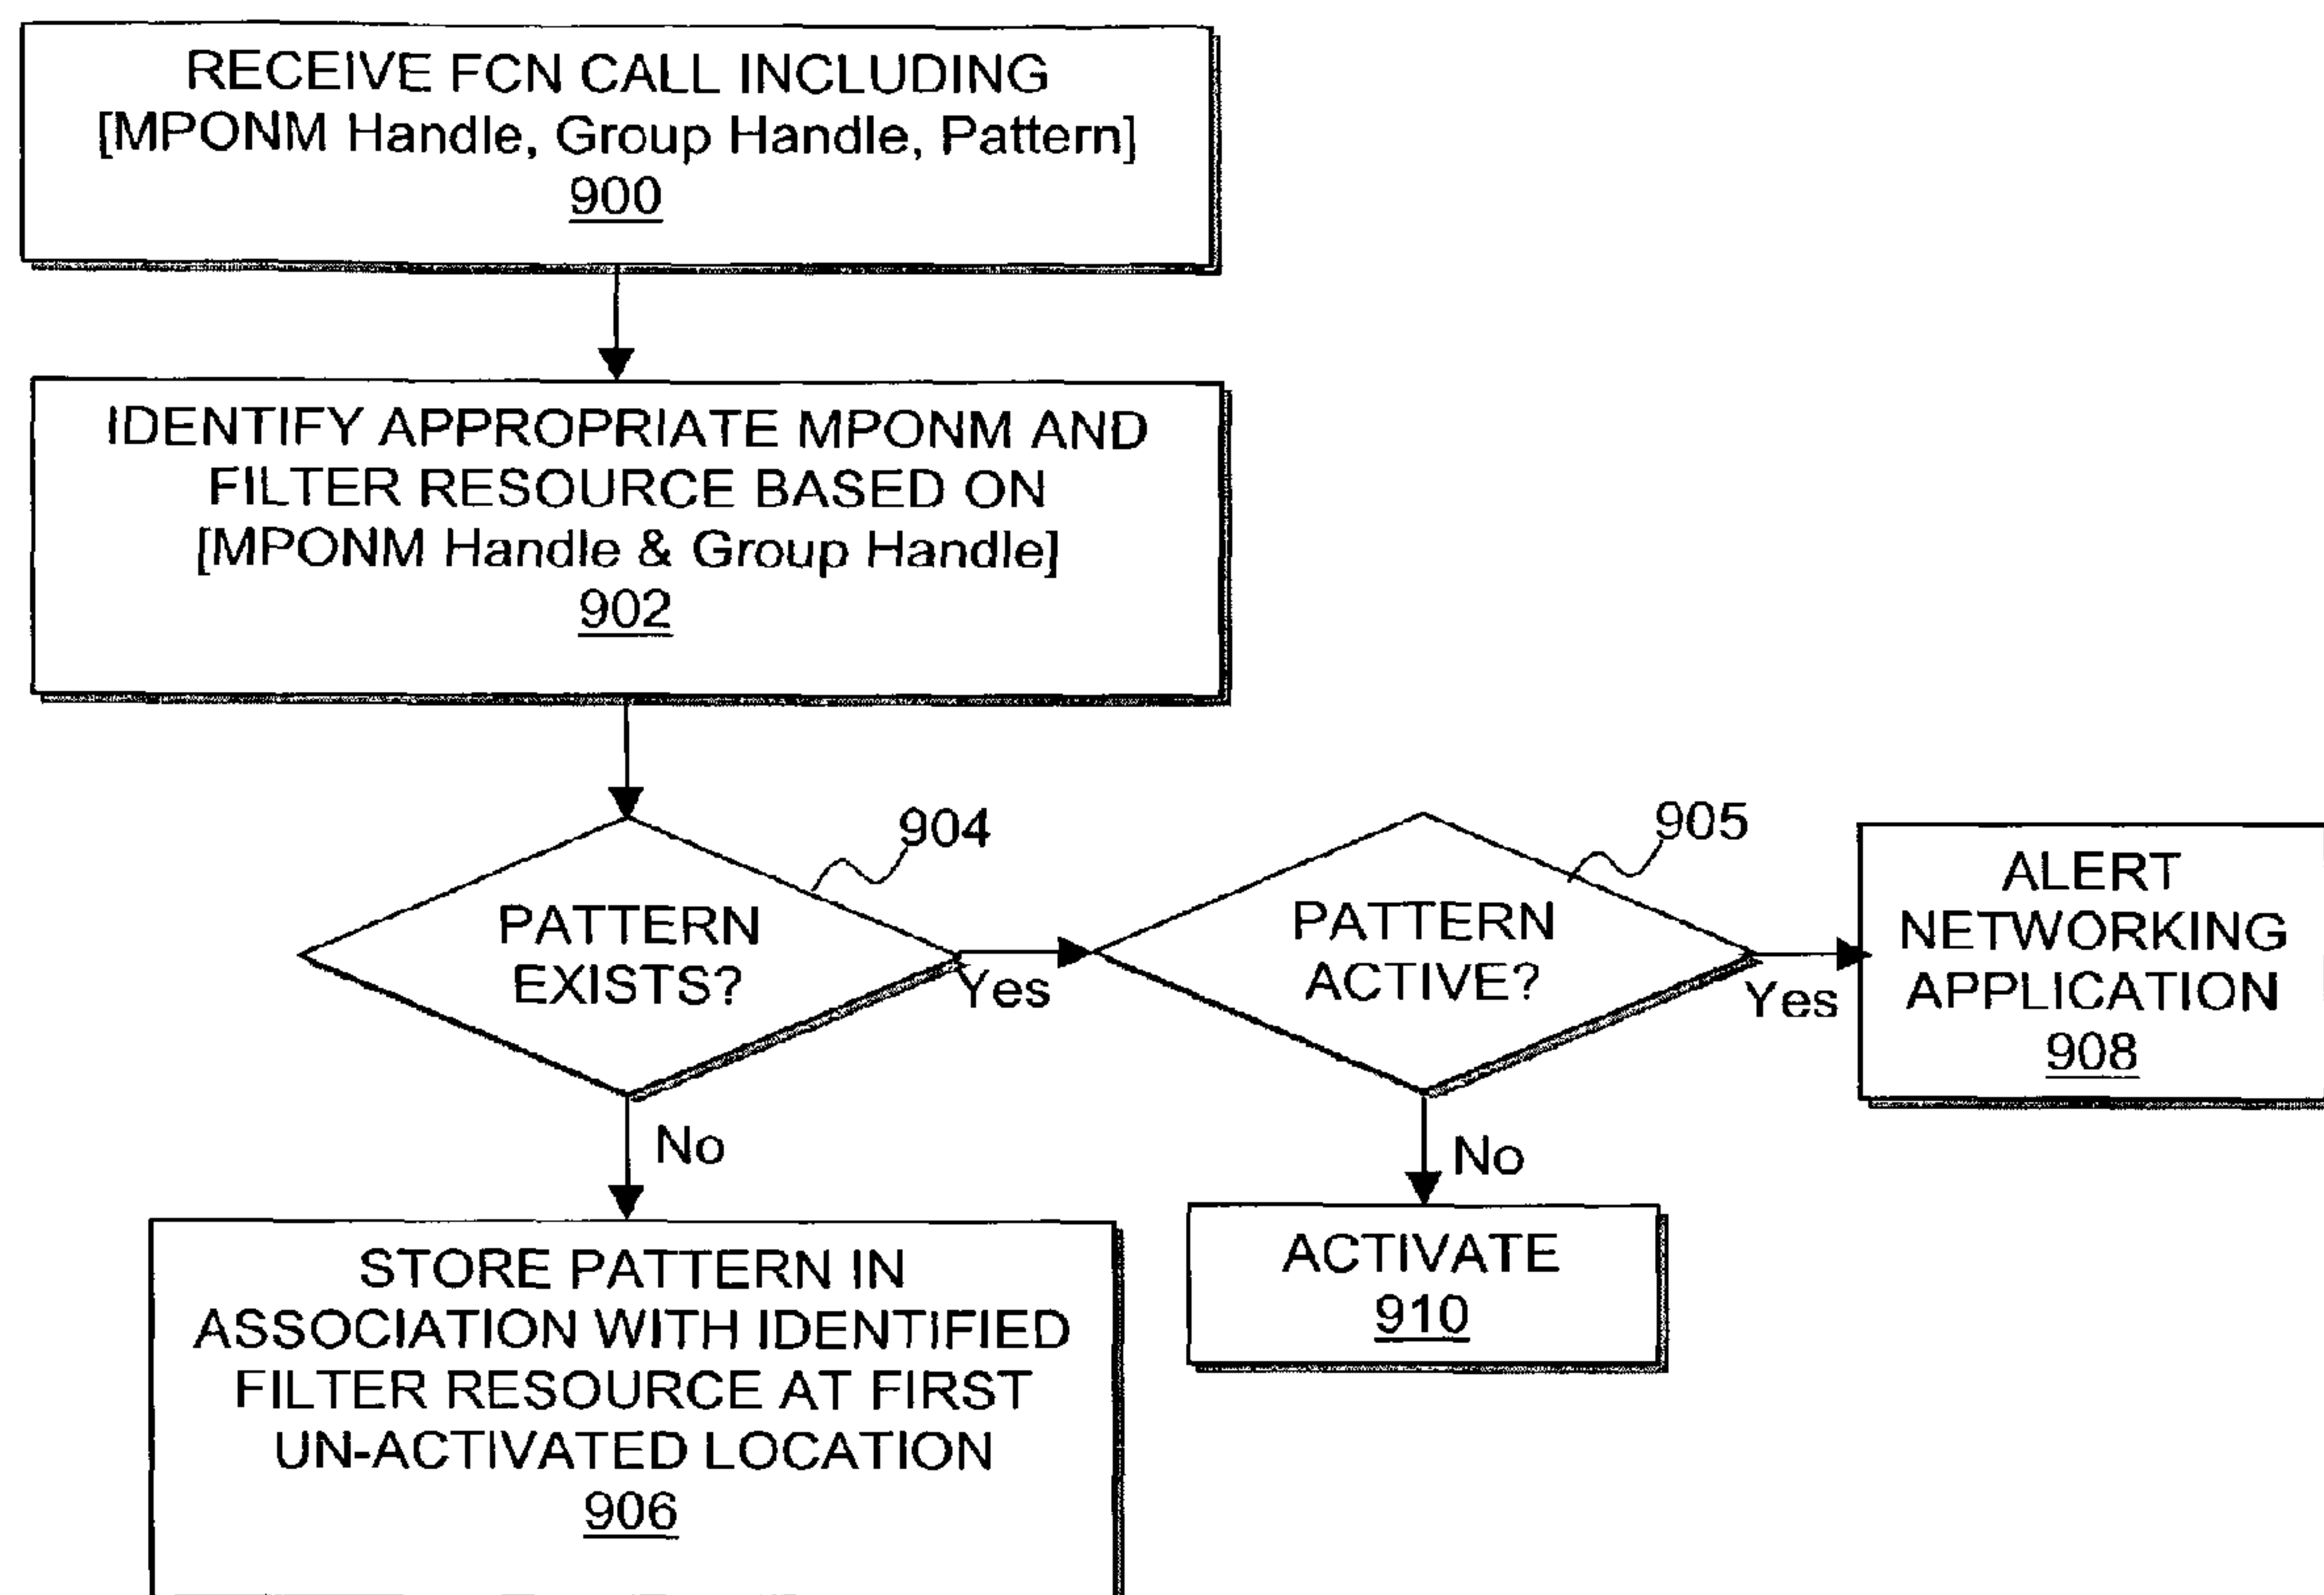 RECEIVE FCN CALL INCLUDING
[MPONM Handle, Group Handle, Pattern]
900
IDENTIFY APPROPRIATE MPONM AND
FILTER RESOURCE BASED ON
[MPONM Handle & Group Handle]
902
904
PATTERN
EXISTS?
Yes
No
905
PATTERN
ACTIVE?
Yes
No
ALERT
NETWORKING
APPLICATION
908
STORE PATTERN IN
ASSOCIATION WITH IDENTIFIED
FILTER RESOURCE AT FIRST
UN-ACTIVATED LOCATION
906
ACTIVATE
910